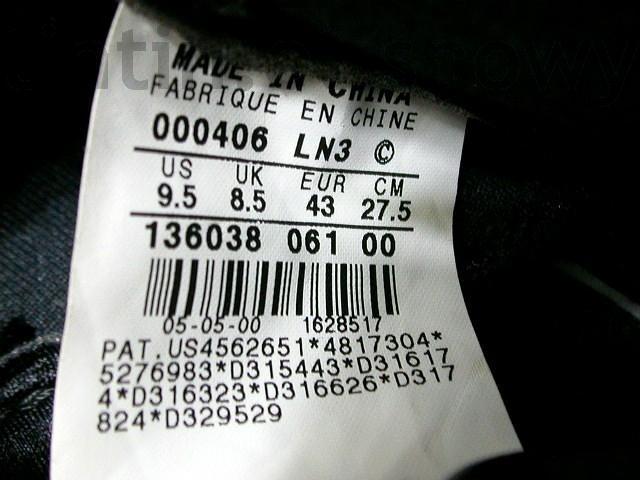 MADE IN CHINA
FABRIQUE EN CHINE
000406 LN3 ©
US UK EUR CM
9.5 8.5 43 27.5
136038 061 00
05-05-00 1628517
PAT.US4562651*4817304*
5276983*D315443*D31617
4*D316323*D316626*D317
824*D329529